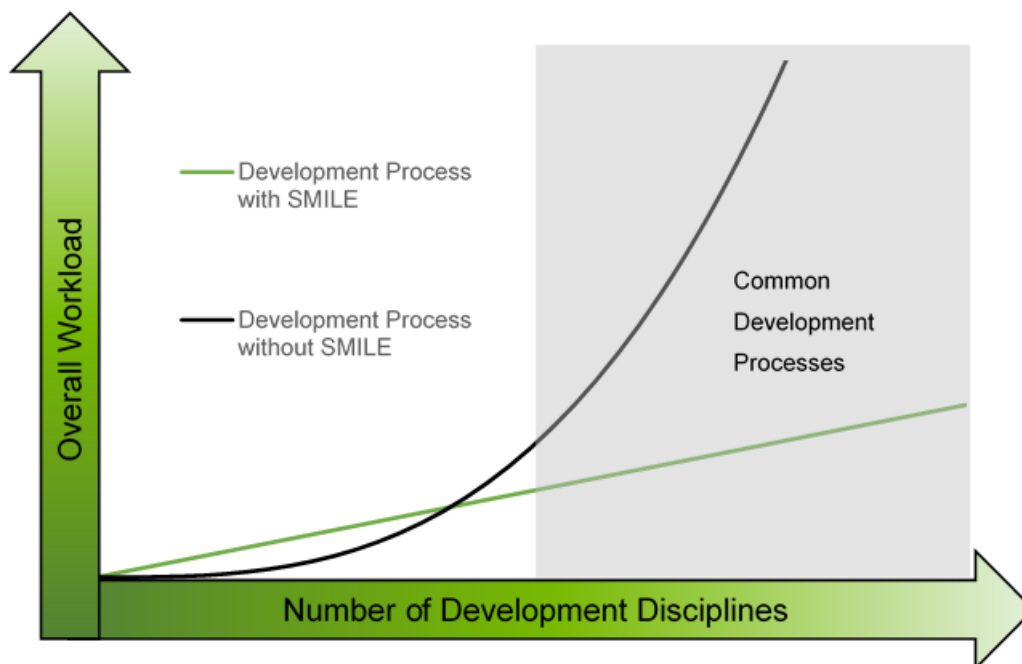 Overall Workload
Development Process
with SMILE
Development Process
without SMILE
Common
Development
Processes
Number of Development Disciplines